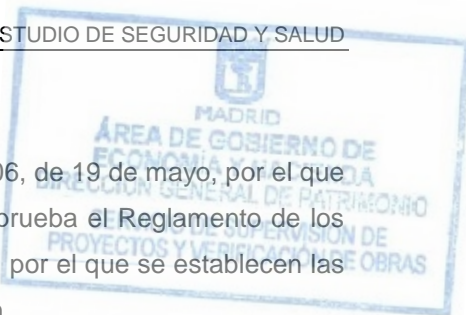 STUDIO DE SEGURIDAD Y SALUD
MADRID
ÁREA DE GOBIERNO DE
ECONOMÍA Y HACIENDA
DIRECCIÓN GENERAL DE PATRIMONIO
SUPERVISIÓN DE
PROYECTOS Y VERIFICACIÓN DE OBRAS
06, de 19 de mayo, por el que
prueba el Reglamento de los
por el que se establecen las